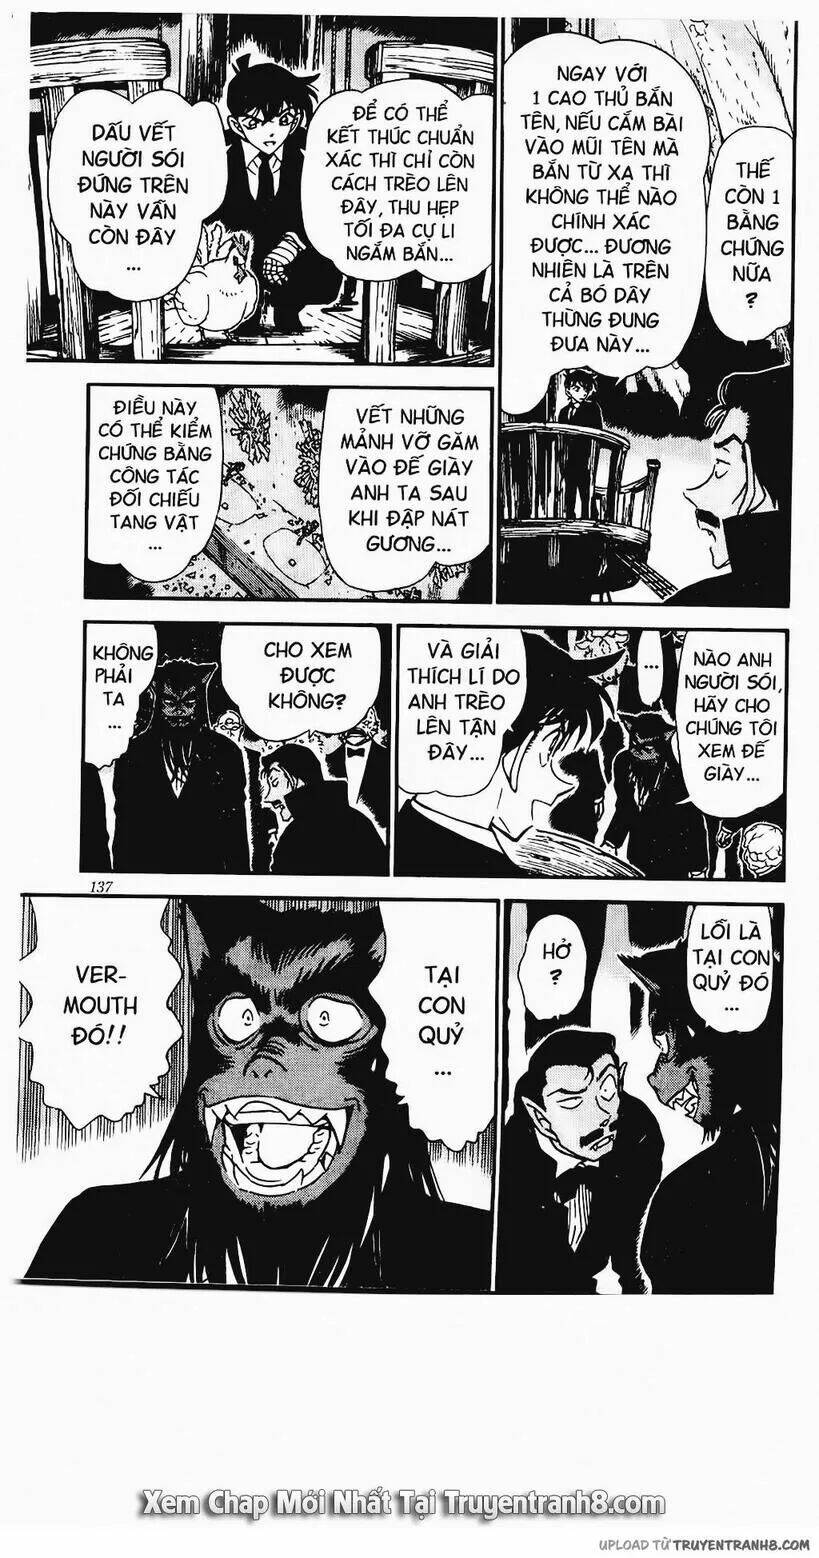 THẾ
CÒN 1
BẰNG
CHỨNG
NỮA
?
NGAY VỚI
1 CAO THỦ BẮN
TÊN, NẾU CẮM BÀI
VÀO MŨI TÊN MÀ
BẮN TỪ XA THÌ
KHÔNG THỂ NÀO
CHÍNH XÁC
ĐƯỢC... ĐƯƠNG
NHIÊN LÀ TRÊN
CẢ BÓ DÂY
THỪNG ĐUNG
ĐƯA NÀY...
ĐỂ CÓ THỂ
KẾT THÚC CHUẨN
XÁC THÌ CHỈ CÒN
CÁCH TRÈO LÊN
ĐÂY, THU HẸP
TỐI ĐA CỰ LI
NGẮM BẮN...
DẤU VẾT
NGƯỜI SÓI
ĐỨNG TRÊN
NÀY VẪN
CÒN ĐÂY
...
VẾT NHỮNG
MẢNH VỠ GĂM
VÀO ĐẾ GIÀY
ANH TA SAU
KHI ĐẬP NÁT
GƯƠNG...
ĐIỀU NÀY
CÓ THỂ KIỂM
CHỨNG BẰNG
CÔNG TÁC
ĐỐI CHIẾU
TANG VẬT
...
NÀO ANH
NGƯỜI SÓI,
HÃY CHO
CHÚNG TÔI
XEM ĐẾ
GIÀY...
...
VÀ GIẢI
THÍCH LÍ DO
ANH TRÈO
LÊN TẬN
ĐÂY...
CHO XEM
ĐƯỢC
KHÔNG?
KHÔNG
PHẢI
TA
...
137
LỖI LÀ
TẠI CON
QUỶ ĐÓ
...
HỞ
?
TẠI
CON
QUỶ
...
VER-
MOUTH
ĐÓ!!
Xem Chap Mới Nhất Tại Truyentranh8.com
UPLOAD TỪ TRUYENTRANH8.COM